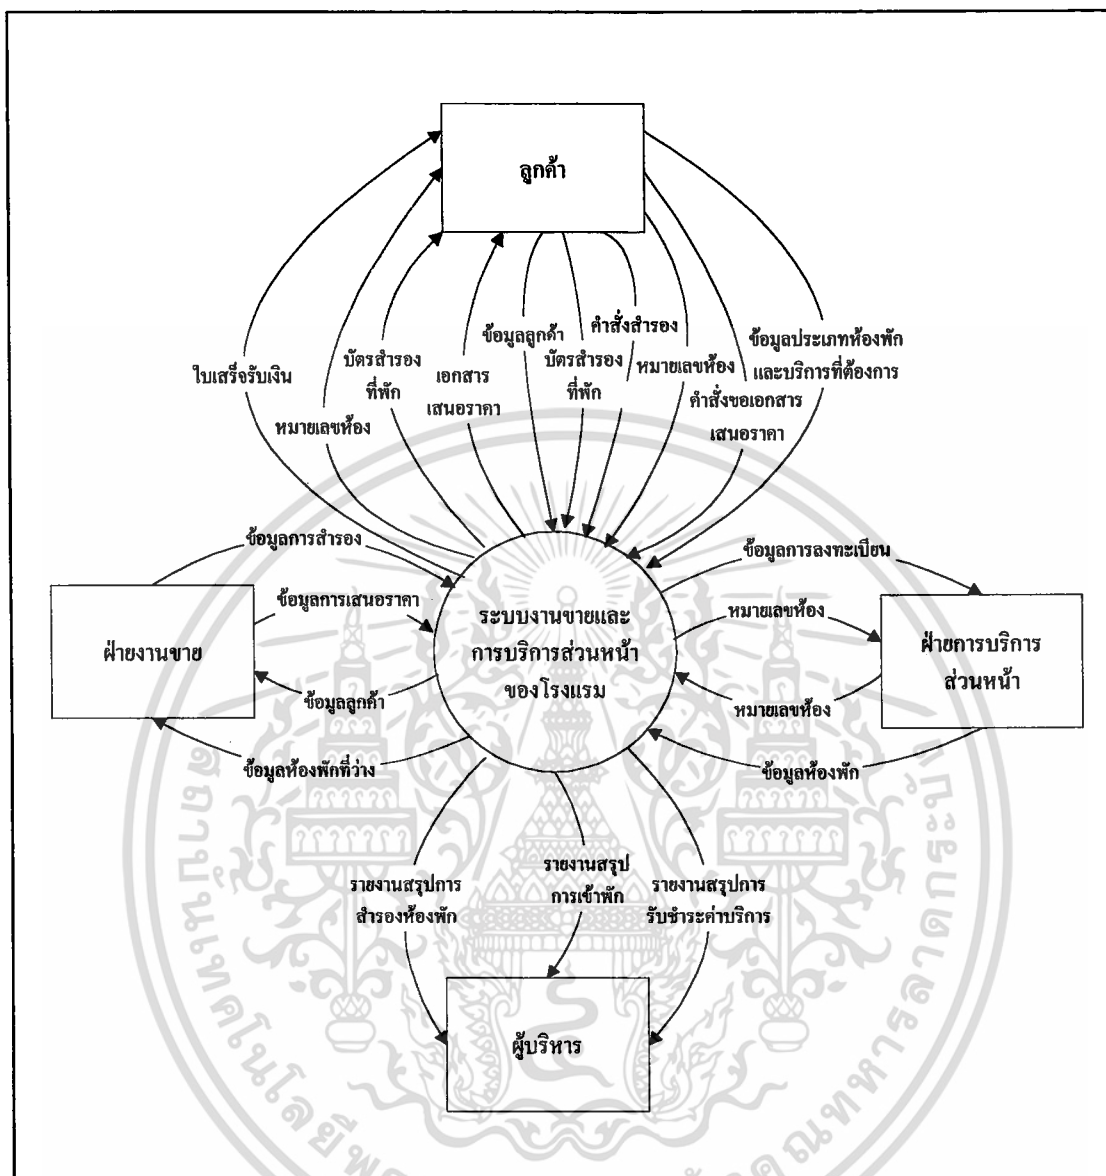 ลูกค้า
ใบเสร็จรับเงิน
หมายเลขห้อง
บัตรสำรอง
ที่พัก
เอกสาร
เสนอราคา
ข้อมูลลูกค้า
บัตรสำรอง
ที่พัก
คำสั่งสำรอง
หมายเลขห้อง
คำสั่งขอเอกสาร
เสนอราคา
ข้อมูลประเภทห้องพัก
และบริการที่ต้องการ
ข้อมูลการสำรอง
ข้อมูลการเสนอราคา
ฝ่ายงานขาย
ข้อมูลลูกค้า
ข้อมูลห้องพักที่ว่าง
ระบบงานขายและ
การบริการส่วนหน้า
ของโรงแรม
ข้อมูลการลงทะเบียน
หมายเลขห้อง
ฝ่ายการบริการ
ส่วนหน้า
หมายเลขห้อง
ข้อมูลห้องพัก
รายงานสรุปการ
สำรองห้องพัก
รายงานสรุป
การเข้าพัก
รายงานสรุปการ
รับชำระค่าบริการ
ผู้บริหาร